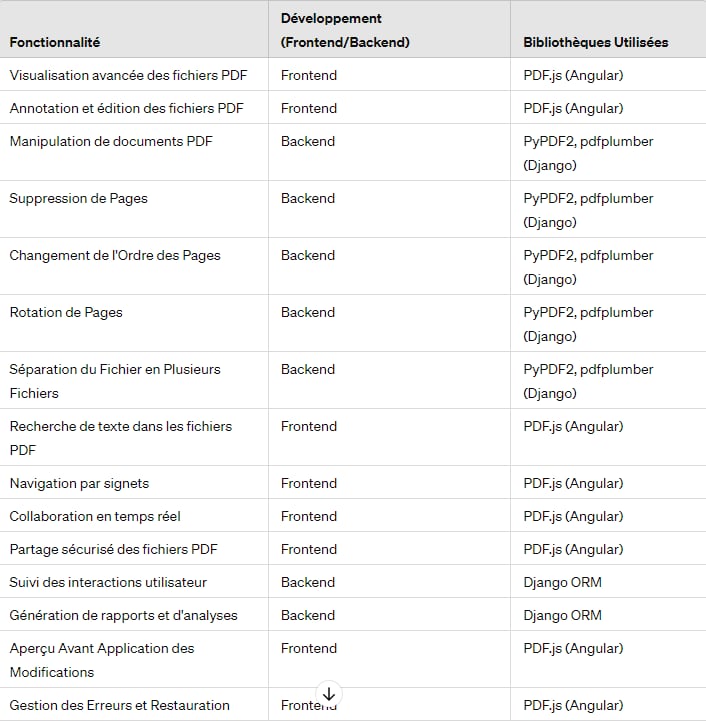 Fonctionnalité
Développement
(Frontend/Backend)
Bibliothèques Utilisées
Visualisation avancée des fichiers PDF
Frontend
PDF.js (Angular)
Annotation et édition des fichiers PDF
Frontend
PDF.js (Angular)
Manipulation de documents PDF
Backend
PyPDF2, pdfplumber
(Django)
Suppression de Pages
Backend
PyPDF2, pdfplumber
(Django)
Changement de l'Ordre des Pages
Backend
PyPDF2, pdfplumber
(Django)
Rotation de Pages
Backend
PyPDF2, pdfplumber
(Django)
Séparation du Fichier en Plusieurs
Fichiers
Backend
PyPDF2, pdfplumber
(Django)
Recherche de texte dans les fichiers
PDF
Frontend
PDF.js (Angular)
Navigation par signets
Frontend
PDF.js (Angular)
Collaboration en temps réel
Frontend
PDF.js (Angular)
Partage sécurisé des fichiers PDF
Frontend
PDF.js (Angular)
Suivi des interactions utilisateur
Backend
Django ORM
Génération de rapports et d'analyses
Backend
Django ORM
Aperçu Avant Application des
Modifications
Frontend
PDF.js (Angular)
Gestion des Erreurs et Restauration
Frontend
PDF.js (Angular)